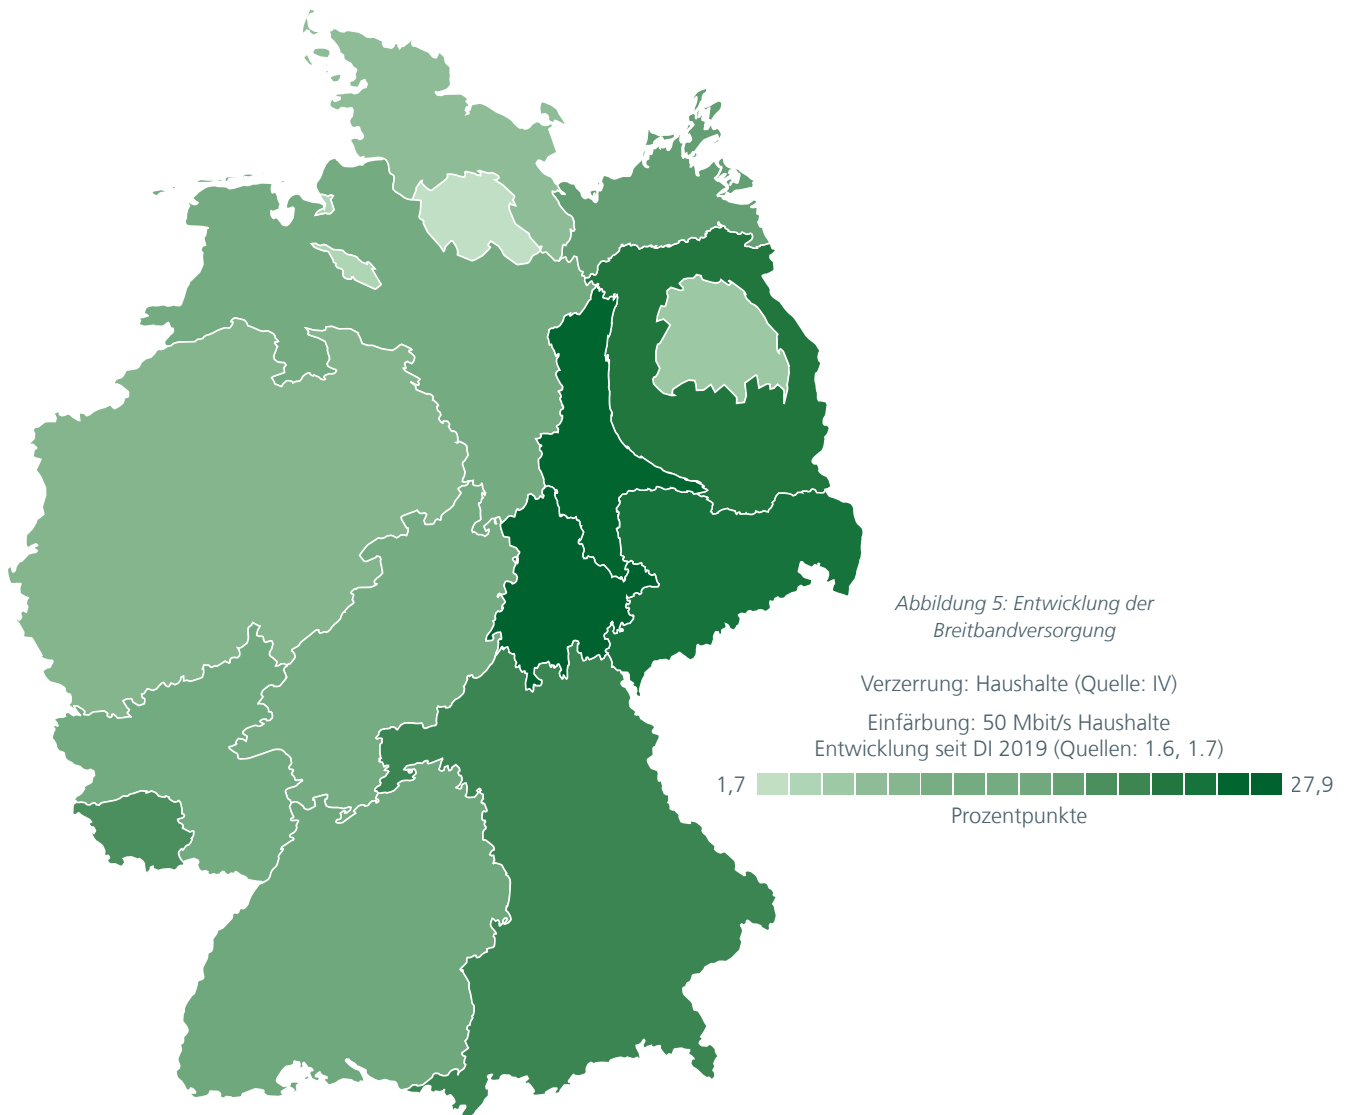 Abbildung 5: Entwicklung der
Breitbandversorgung
Verzerrung: Haushalte (Quelle: IV)
Einfärbung: 50 Mbit/s Haushalte
Entwicklung seit DI 2019 (Quellen: 1.6, 1.7)
1,7 27,9
Prozentpunkte